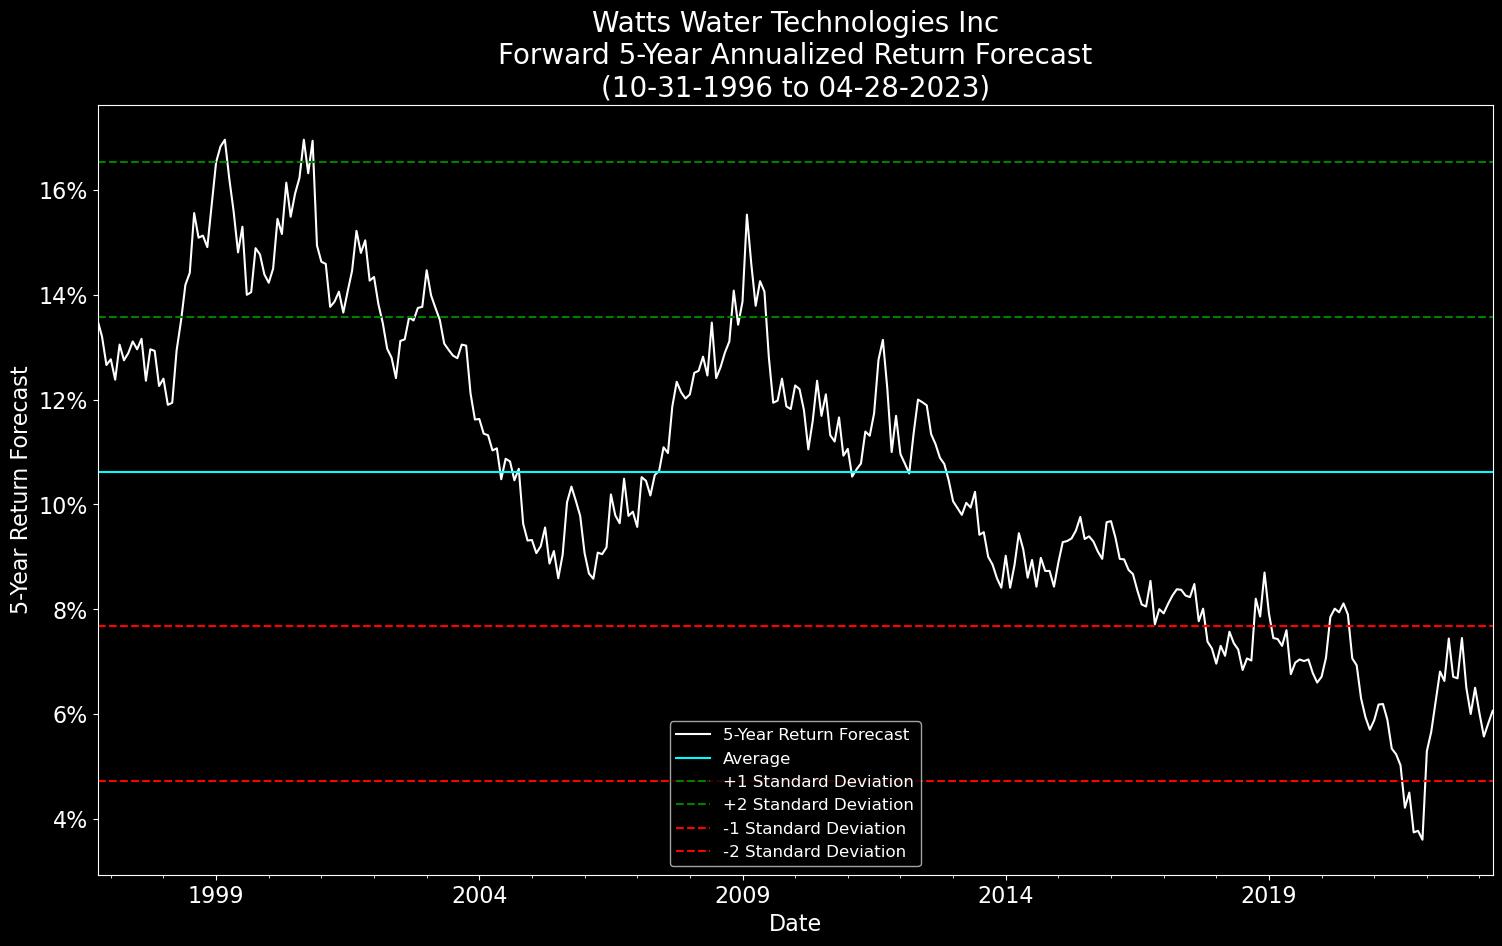 Watts Water Technologies Inc
Forward 5-Year Annualized Return Forecast
(10-31-1996 to 04-28-2023)
5-Year Return Forecast
16%
14%
12%
10%
8%
6%
4%
5-Year Return Forecast
Average
+1 Standard Deviation
+2 Standard Deviation
-1 Standard Deviation
-2 Standard Deviation
1999 2004 2009 2014 2019
Date